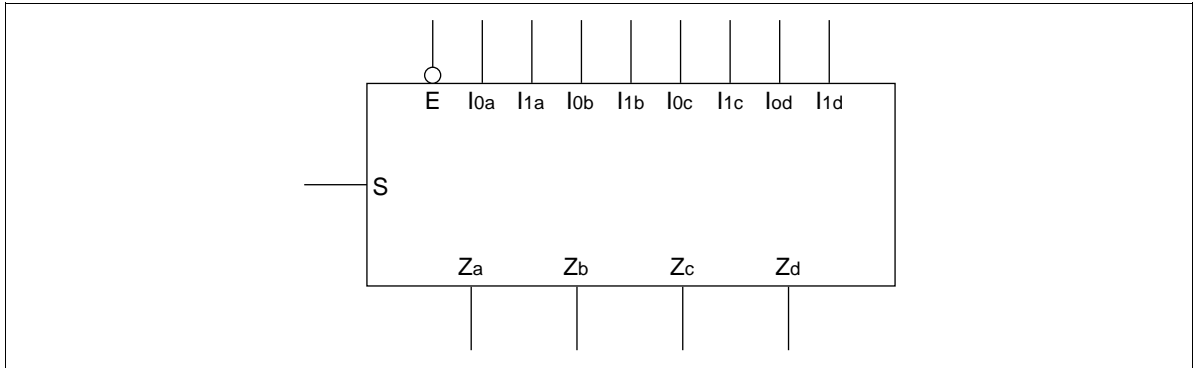 E I0a I1a I0b I1b I0c I1c Iod I1d
S
Za Zb Zc Zd